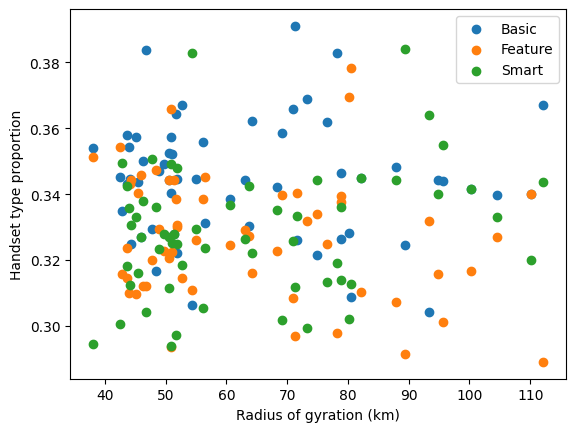 Basic
Feature
Smart
Handset type proportion
0.38
0.36
0.34
0.32
0.30
40 50 60 70 80 90 100 110
Radius of gyration (km)